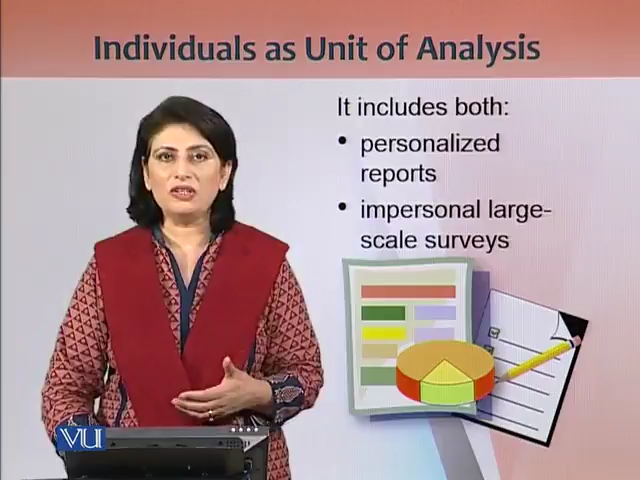 Individuals as Unit of Analysis
It includes both:
• personalized
reports
• impersonal large-
scale surveys
VU